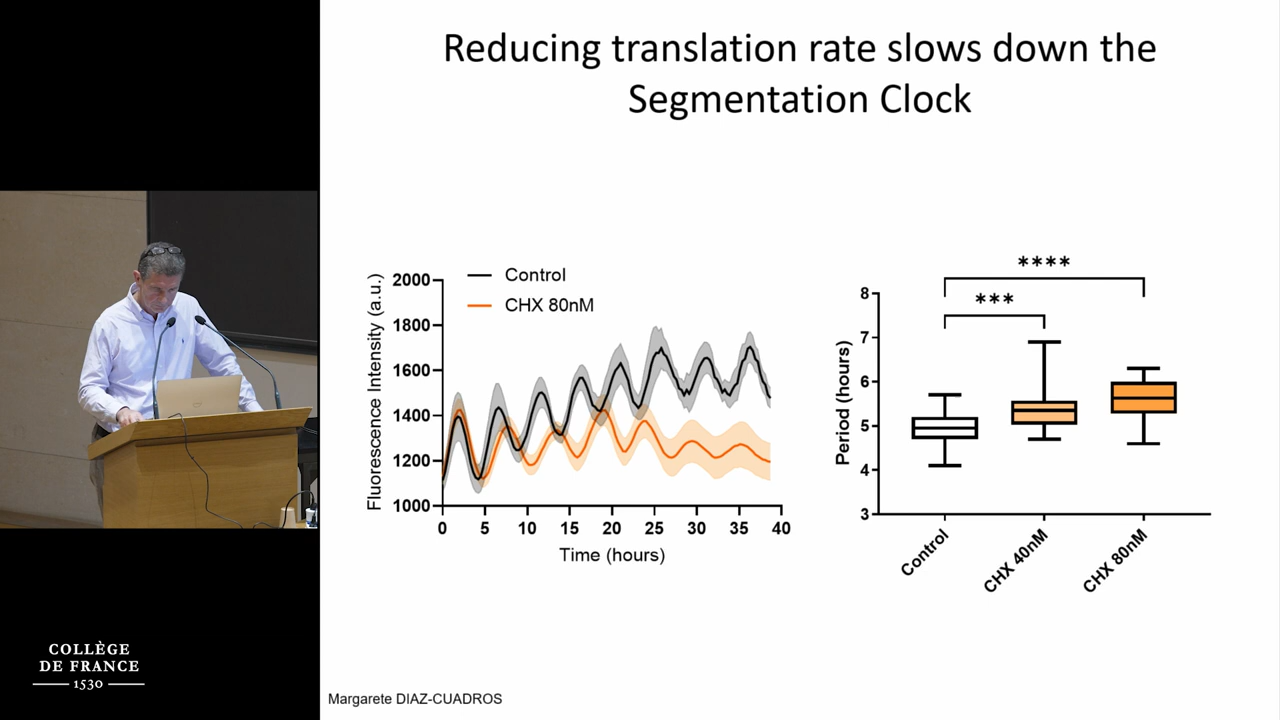 Reducing translation rate slows down the
Segmentation Clock
Fluorescence Intensity (a.u.)
2000
1800
1600
1400
1200
1000
0 5 10 15 20 25 30 35 40
Time (hours)
Control
CHX 80nM
Period (hours)
8
7
6
5
4
3
***
****
Control
CHX 40nM
CHX 80nM
COLLÈGE
DE FRANCE
1530
Margarete DIAZ-CUADROS